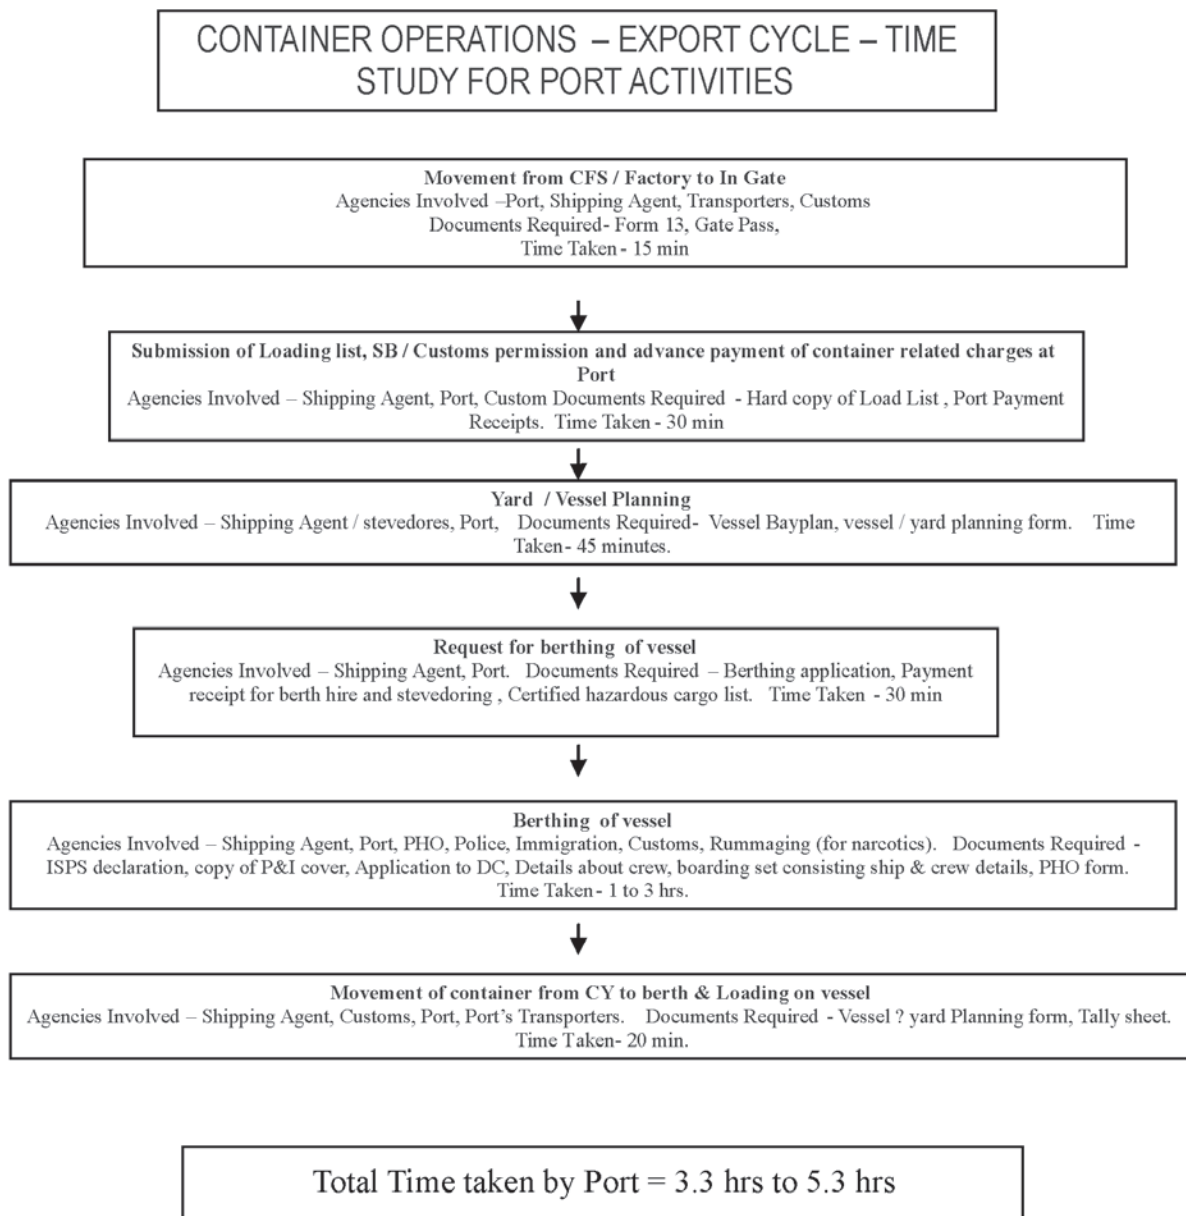 CONTAINER OPERATIONS – EXPORT CYCLE – TIME
STUDY FOR PORT ACTIVITIES
Movement from CFS / Factory to In Gate
Agencies Involved –Port, Shipping Agent, Transporters, Customs
Documents Required- Form 13, Gate Pass,
Time Taken - 15 min
Submission of Loading list, SB / Customs permission and advance payment of container related charges at
Port
Agencies Involved – Shipping Agent, Port, Custom Documents Required - Hard copy of Load List , Port Payment
Receipts. Time Taken - 30 min
Yard / Vessel Planning
Agencies Involved – Shipping Agent / stevedores, Port, Documents Required- Vessel Bayplan, vessel / yard planning form. Time
Taken- 45 minutes.
Request for berthing of vessel
Agencies Involved – Shipping Agent, Port. Documents Required – Berthing application, Payment
receipt for berth hire and stevedoring , Certified hazardous cargo list. Time Taken - 30 min
Berthing of vessel
Agencies Involved – Shipping Agent, Port, PHO, Police, Immigration, Customs, Rummaging (for narcotics). Documents Required -
ISPS declaration, copy of P&I cover, Application to DC, Details about crew, boarding set consisting ship & crew details, PHO form.
Time Taken - 1 to 3 hrs.
Movement of container from CY to berth & Loading on vessel
Agencies Involved – Shipping Agent, Customs, Port, Port's Transporters. Documents Required - Vessel ? yard Planning form, Tally sheet.
Time Taken- 20 min.
Total Time taken by Port = 3.3 hrs to 5.3 hrs